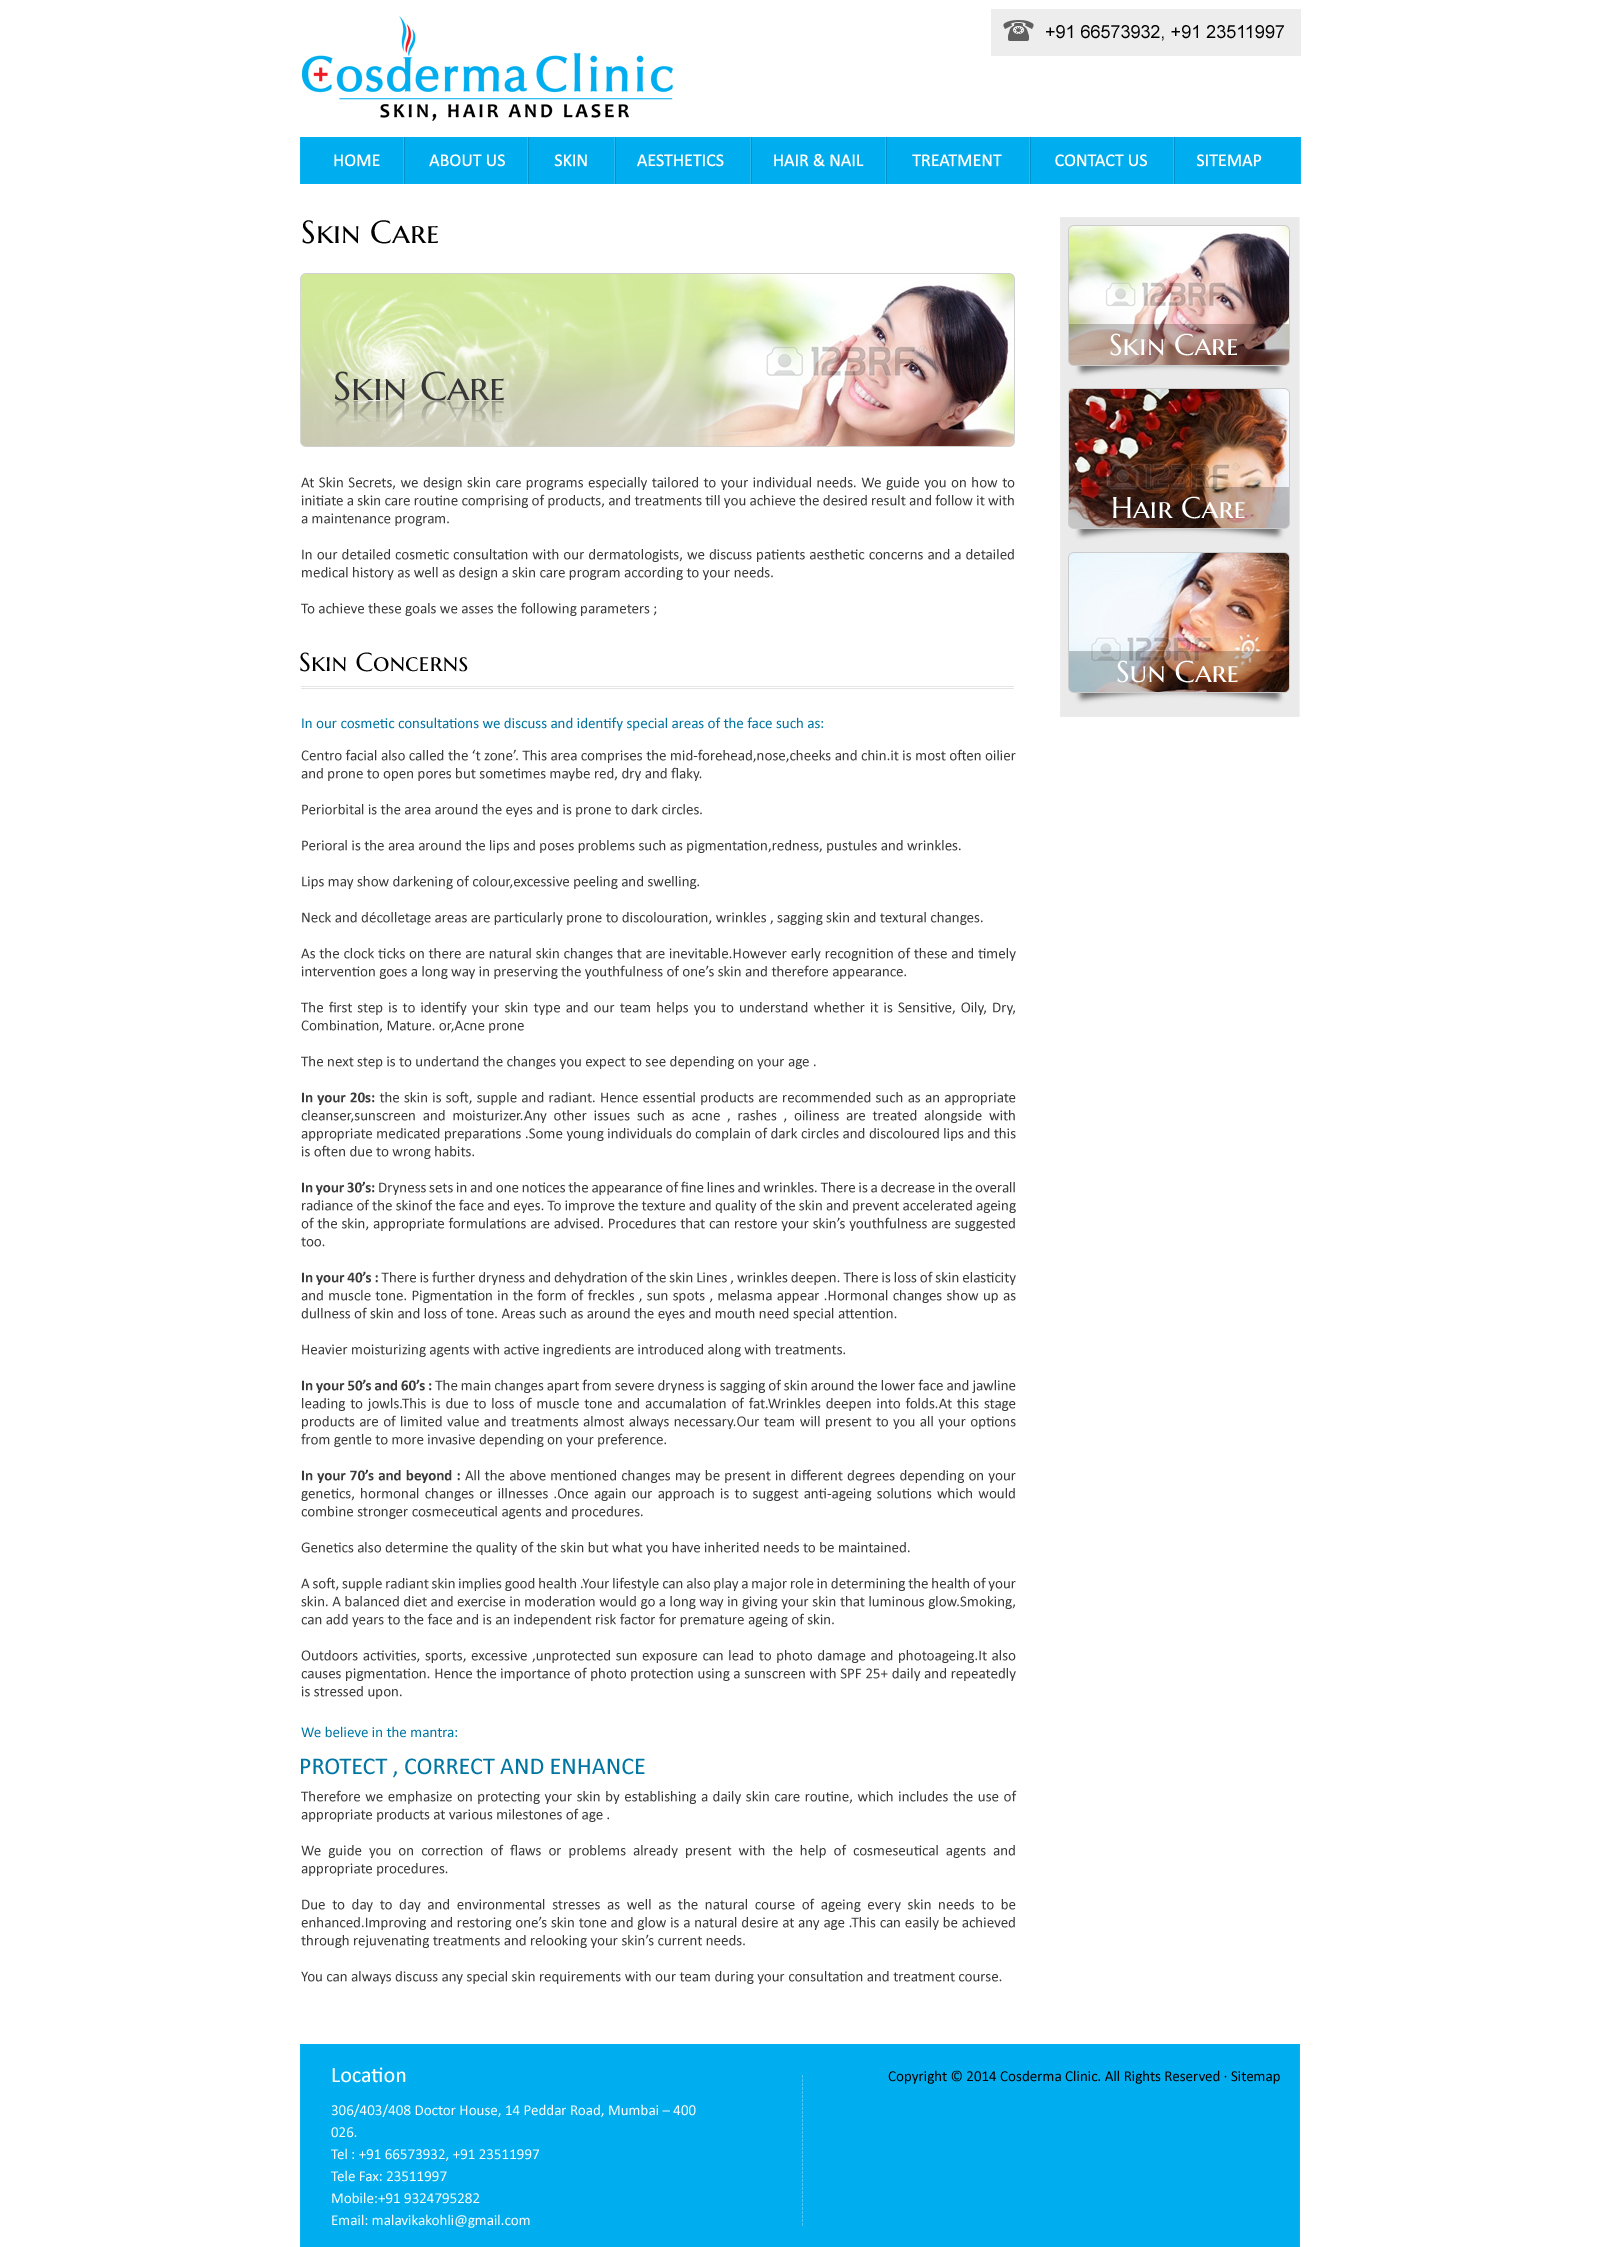 +91 66573932, +91 23511997
Cosderma Clinic
SKIN, HAIR AND LASER
HOME ABOUT US SKIN AESTHETICS HAIR & NAIL TREATMENT CONTACT US SITEMAP
Skin Care
Skin Care
123RF
At Skin Secrets, we design skin care programs especially tailored to your individual needs. We guide you on how to
initiate a skin care routine comprising of products, and treatments till you achieve the desired result and follow it with
a maintenance program.
In our detailed cosmetic consultation with our dermatologists, we discuss patients aesthetic concerns and a detailed
medical history as well as design a skin care program according to your needs.
To achieve these goals we asses the following parameters ;
Skin Concerns
In our cosmetic consultations we discuss and identify special areas of the face such as:
Centro facial also called the ‘t zone’. This area comprises the mid-forehead,nose,cheeks and chin.it is most often oilier
and prone to open pores but sometimes maybe red, dry and flaky.
Periorbital is the area around the eyes and is prone to dark circles.
Perioral is the area around the lips and poses problems such as pigmentation,redness, pustules and wrinkles.
Lips may show darkening of colour,excessive peeling and swelling.
Neck and décolletage areas are particularly prone to discolouration, wrinkles , sagging skin and textural changes.
As the clock ticks on there are natural skin changes that are inevitable.However early recognition of these and timely
intervention goes a long way in preserving the youthfulness of one’s skin and therefore appearance.
The first step is to identify your skin type and our team helps you to understand whether it is Sensitive, Oily, Dry,
Combination, Mature. or,Acne prone
The next step is to undertand the changes you expect to see depending on your age .
In your 20s: the skin is soft, supple and radiant. Hence essential products are recommended such as an appropriate
cleanser,sunscreen and moisturizer.Any other issues such as acne , rashes , oiliness are treated alongside with
appropriate medicated preparations .Some young individuals do complain of dark circles and discoloured lips and this
is often due to wrong habits.
In your 30’s: Dryness sets in and one notices the appearance of fine lines and wrinkles. There is a decrease in the overall
radiance of the skinof the face and eyes. To improve the texture and quality of the skin and prevent accelerated ageing
of the skin, appropriate formulations are advised. Procedures that can restore your skin’s youthfulness are suggested
too.
In your 40’s : There is further dryness and dehydration of the skin Lines , wrinkles deepen. There is loss of skin elasticity
and muscle tone. Pigmentation in the form of freckles , sun spots , melasma appear .Hormonal changes show up as
dullness of skin and loss of tone. Areas such as around the eyes and mouth need special attention.
Heavier moisturizing agents with active ingredients are introduced along with treatments.
In your 50’s and 60’s : The main changes apart from severe dryness is sagging of skin around the lower face and jawline
leading to jowls.This is due to loss of muscle tone and accumalation of fat.Wrinkles deepen into folds.At this stage
products are of limited value and treatments almost always necessary.Our team will present to you all your options
from gentle to more invasive depending on your preference.
In your 70’s and beyond : All the above mentioned changes may be present in different degrees depending on your
genetics, hormonal changes or illnesses .Once again our approach is to suggest anti-ageing solutions which would
combine stronger cosmeceutical agents and procedures.
Genetics also determine the quality of the skin but what you have inherited needs to be maintained.
A soft, supple radiant skin implies good health .Your lifestyle can also play a major role in determining the health of your
skin. A balanced diet and exercise in moderation would go a long way in giving your skin that luminous glow.Smoking,
can add years to the face and is an independent risk factor for premature ageing of skin.
Outdoors activities, sports, excessive ,unprotected sun exposure can lead to photo damage and photoageing.It also
causes pigmentation. Hence the importance of photo protection using a sunscreen with SPF 25+ daily and repeatedly
is stressed upon.
We believe in the mantra:
PROTECT , CORRECT AND ENHANCE
Therefore we emphasize on protecting your skin by establishing a daily skin care routine, which includes the use of
appropriate products at various milestones of age .
We guide you on correction of flaws or problems already present with the help of cosmeseutical agents and
appropriate procedures.
Due to day to day and environmental stresses as well as the natural course of ageing every skin needs to be
enhanced.Improving and restoring one’s skin tone and glow is a natural desire at any age .This can easily be achieved
through rejuvenating treatments and relooking your skin’s current needs.
You can always discuss any special skin requirements with our team during your consultation and treatment course.
123RF
Skin Care
123RF
Hair Care
123RF
Sun Care
Location
306/403/408 Doctor House, 14 Peddar Road, Mumbai – 400
026.
Tel : +91 66573932, +91 23511997
Tele Fax: 23511997
Mobile:+91 9324795282
Email: malavikakohli@gmail.com
Copyright © 2014 Cosderma Clinic. All Rights Reserved · Sitemap